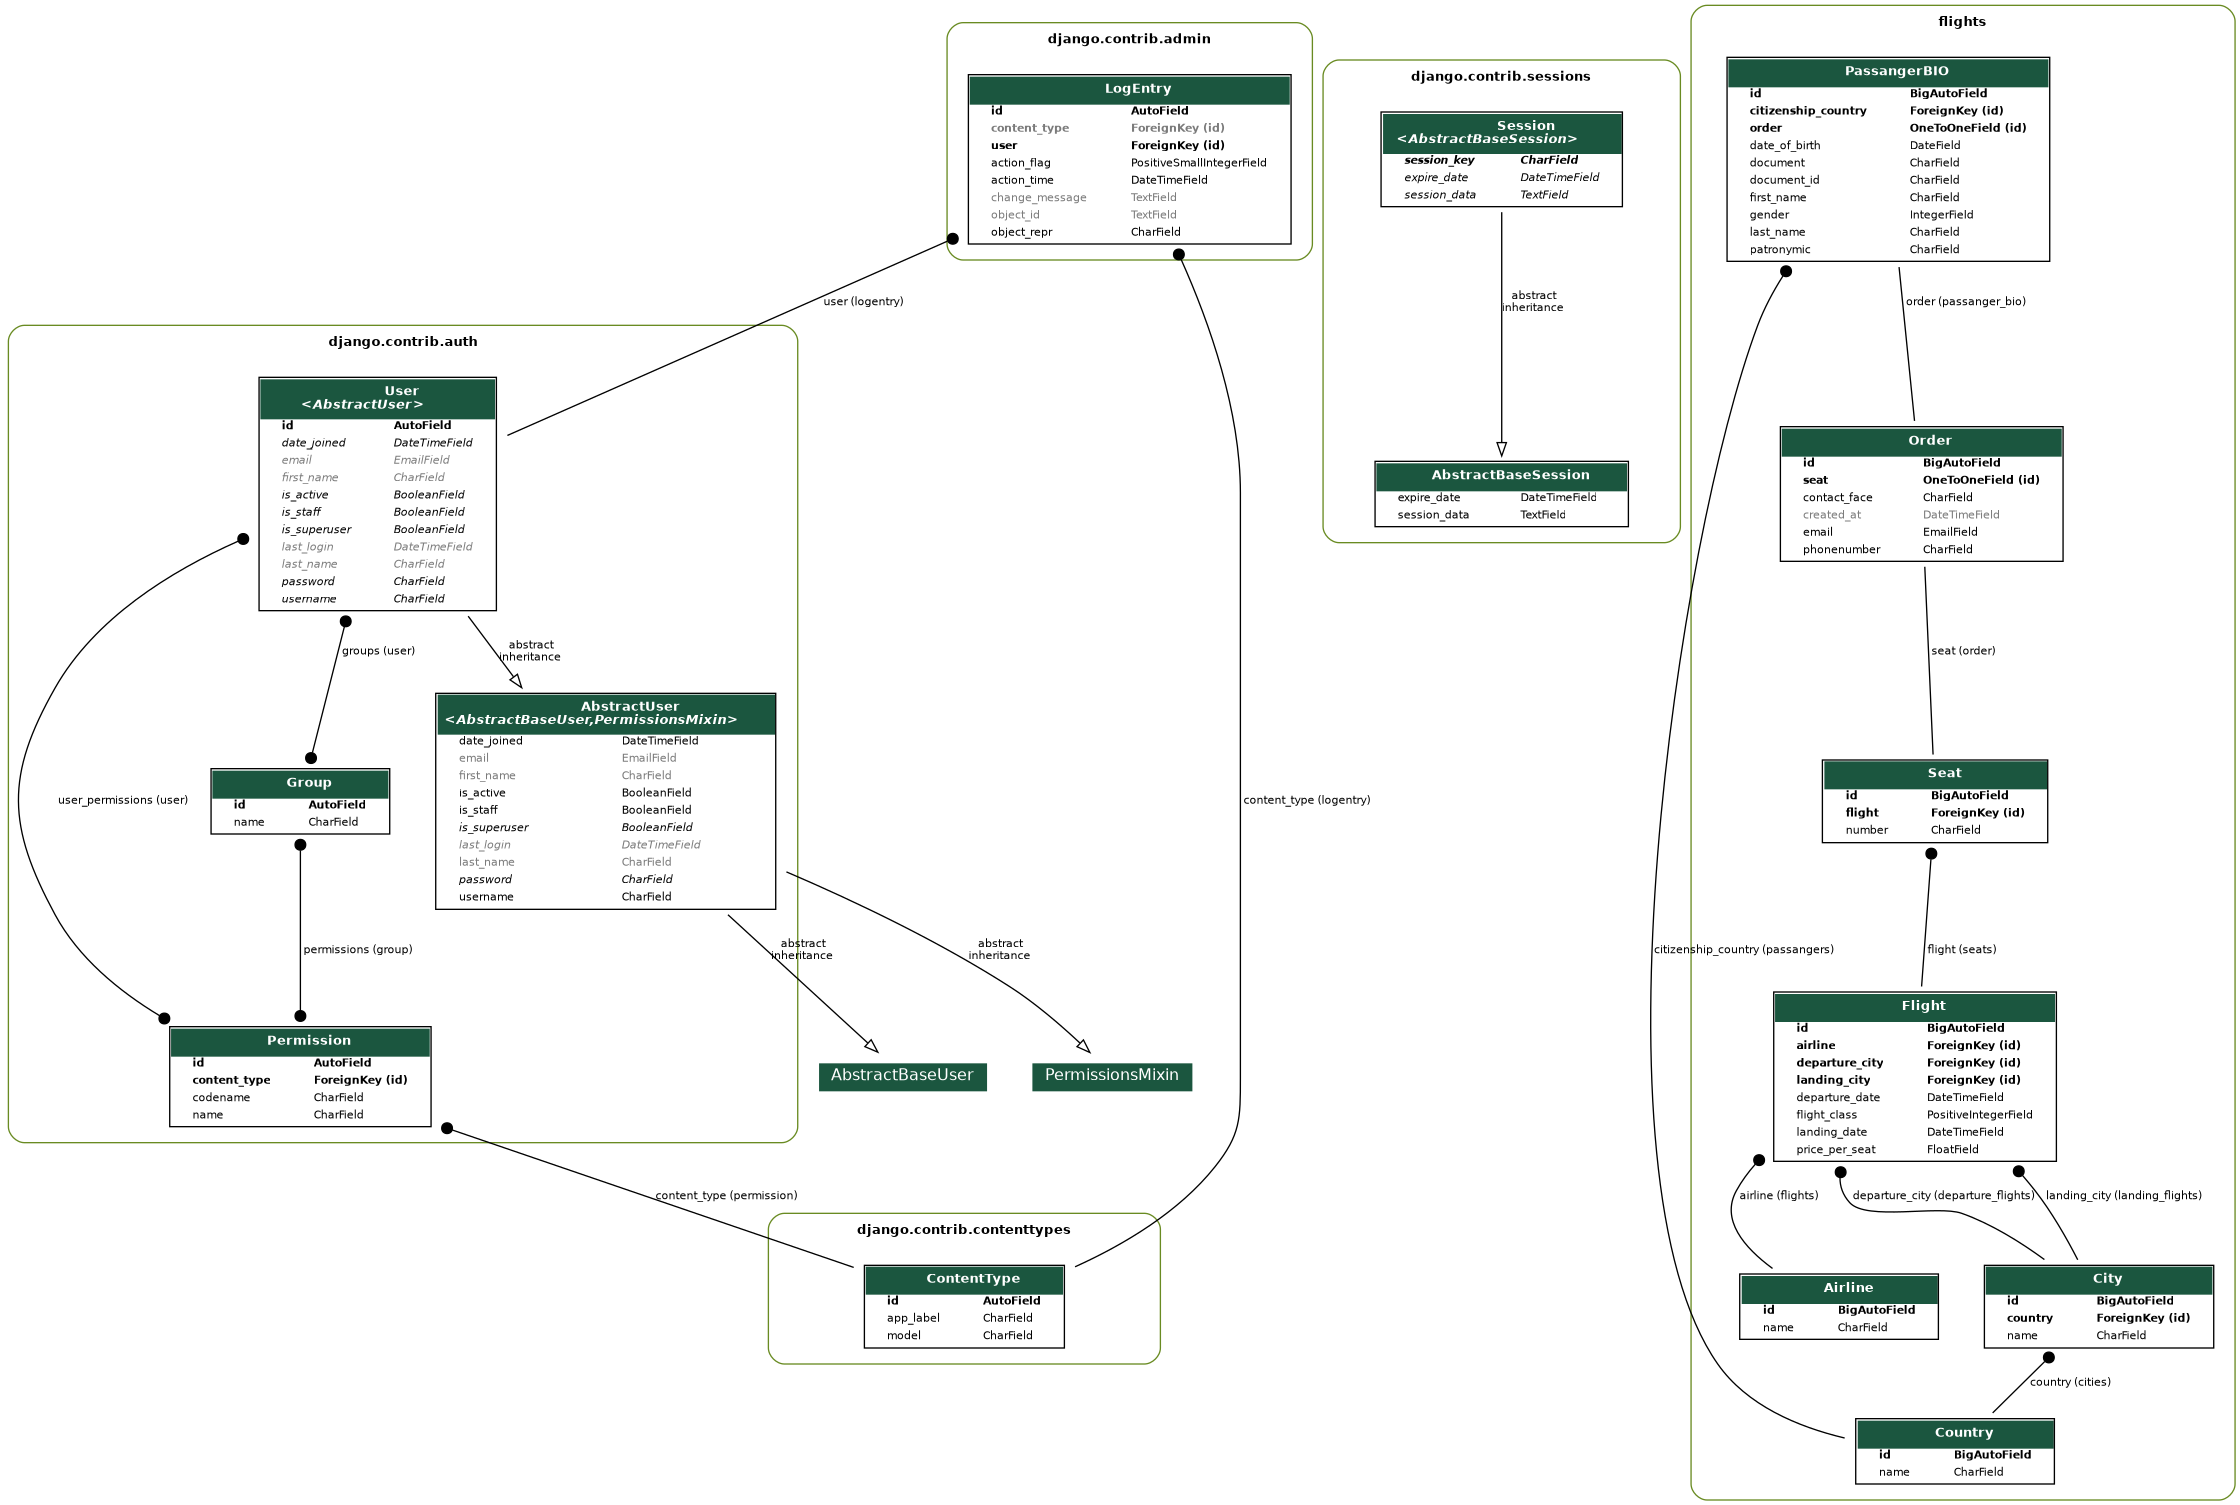 django.contrib.admin
LogEntry
id AutoField
content_type ForeignKey (id)
user ForeignKey (id)
action_flag PositiveSmallIntegerField
action_time DateTimeField
change_message TextField
object_id TextField
object_repr CharField
user (logentry)
content_type (logentry)
django.contrib.auth
User
<AbstractUser>
id AutoField
date_joined DateTimeField
email EmailField
first_name CharField
is_active BooleanField
is_staff BooleanField
is_superuser BooleanField
last_login DateTimeField
last_name CharField
password CharField
username CharField
groups (user)
abstract
inheritance
user_permissions (user)
Group
id AutoField
name CharField
permissions (group)
AbstractUser
<AbstractBaseUser,PermissionsMixin>
date_joined DateTimeField
email EmailField
first_name CharField
is_active BooleanField
is_staff BooleanField
is_superuser BooleanField
last_login DateTimeField
last_name CharField
password CharField
username CharField
abstract
inheritance
abstract
inheritance
AbstractBaseUser
PermissionsMixin
Permission
id AutoField
content_type ForeignKey (id)
codename CharField
name CharField
content_type (permission)
django.contrib.contenttypes
ContentType
id AutoField
app_label CharField
model CharField
django.contrib.sessions
Session
<AbstractBaseSession>
session_key CharField
expire_date DateTimeField
session_data TextField
abstract
inheritance
AbstractBaseSession
expire_date DateTimeField
session_data TextField
flights
PassangerBIO
id BigAutoField
citizenship_country ForeignKey (id)
order OneToOneField (id)
date_of_birth DateField
document CharField
document_id CharField
first_name CharField
gender IntegerField
last_name CharField
patronymic CharField
order (passanger_bio)
Order
id BigAutoField
seat OneToOneField (id)
contact_face CharField
created_at DateTimeField
email EmailField
phonenumber CharField
seat (order)
Seat
id BigAutoField
flight ForeignKey (id)
number CharField
citizenship_country (passangers)
flight (seats)
Flight
id BigAutoField
airline ForeignKey (id)
departure_city ForeignKey (id)
landing_city ForeignKey (id)
departure_date DateTimeField
flight_class PositiveIntegerField
landing_date DateTimeField
price_per_seat FloatField
airline (flights)
departure_city (departure_flights)
landing_city (landing_flights)
Airline
id BigAutoField
name CharField
City
id BigAutoField
country ForeignKey (id)
name CharField
country (cities)
Country
id BigAutoField
name CharField